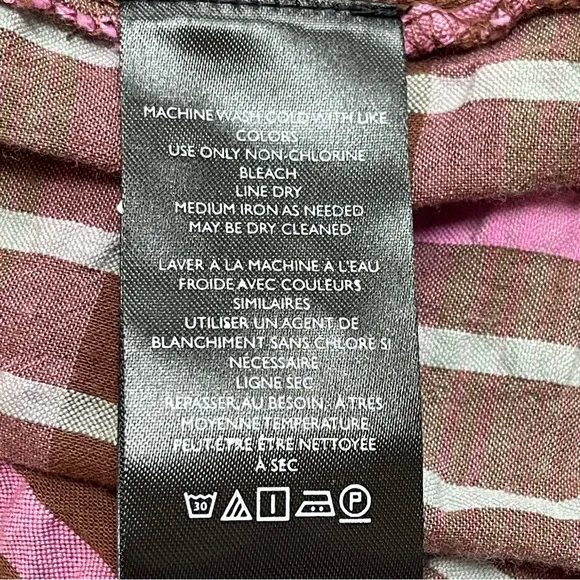 MACHINE WASH COLD WITH LIKE
COLORS
USE ONLY NON-CHLORINE
BLEACH
LINE DRY
MEDIUM IRON AS NEEDED
MAY BE DRY CLEANED
LAVER À LA MACHINE A L'EAU
FROIDE AVEC COULEURS
SIMILAIRES
UTILISER UN AGENT DE
BLANCHIMENT SANS CHLORE SI
NÉCESSAIRE
LIGNE SEC
REPASSER AU BESOIN - À TRES
MOYENNE TEMPÉRATURE
PEUT ETRE ÊTRE NETTOYÉE
A SEC
30 P